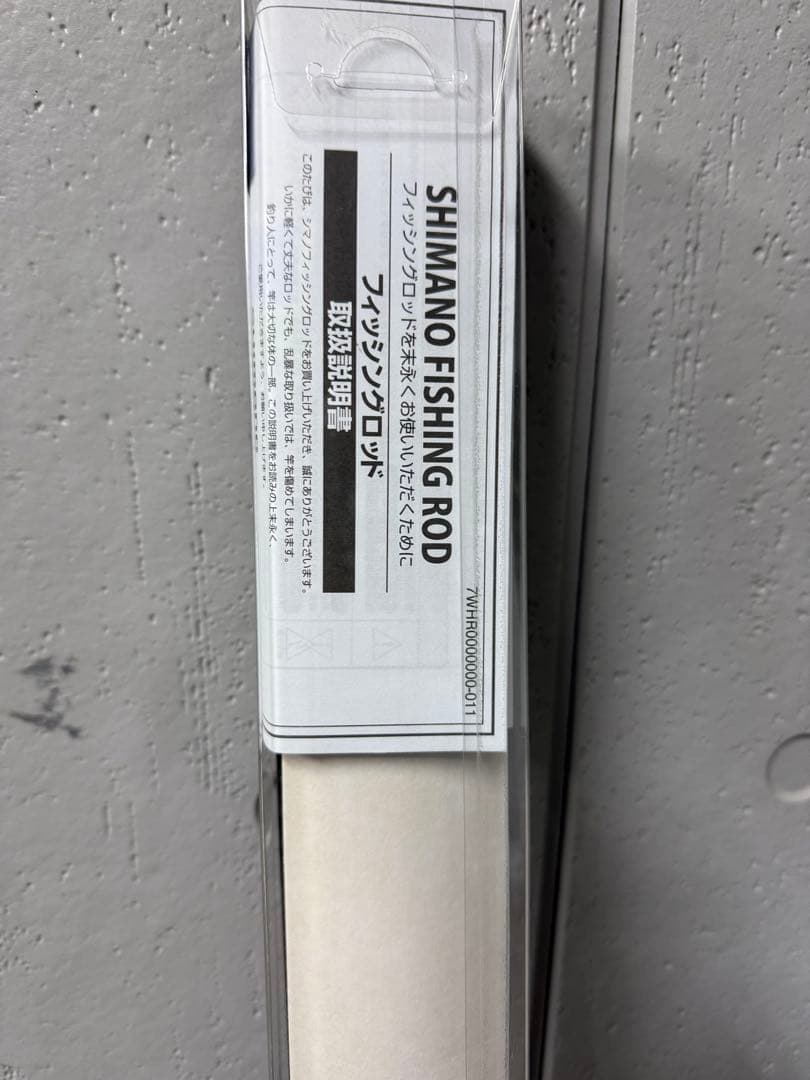 7WHR0000000-011
SHIMANO FISHING ROD
フィッシングロッドを末永くお使いいただくために
フィッシングロッド
取扱説明書
このたびは、シマノフィッシングロッドをお買い上げいただき、誠にありがとうございます。
いかに軽くて丈夫なロッドでも、乱暴な取り扱いでは、竿を傷めてしまいます。
釣り人にとって、竿は大切な体の一部。この説明書をお読みの上末永く、